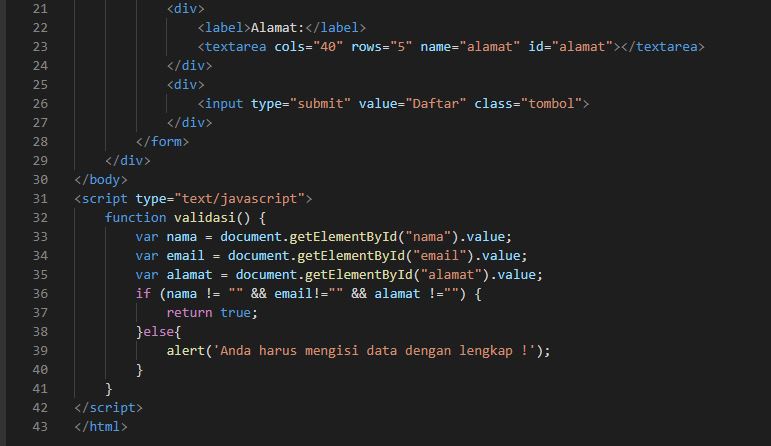 21 <div>
22 <label>Alamat:</label>
23 <textarea cols="40" rows="5" name="alamat" id="alamat"></textarea>
24 </div>
25 <div>
26 <input type="submit" value="Daftar" class="tombol">
27 </div>
28 </form>
29 </div>
30 </body>
31 <script type="text/javascript">
32 function validasi() {
33 var nama = document.getElementById("nama").value;
34 var email = document.getElementById("email").value;
35 var alamat = document.getElementById("alamat").value;
36 if (nama != "" && email!="" && alamat !="") {
37 return true;
38 }else{
39 alert('Anda harus mengisi data dengan lengkap !');
40 }
41 }
42 </script>
43 </html>